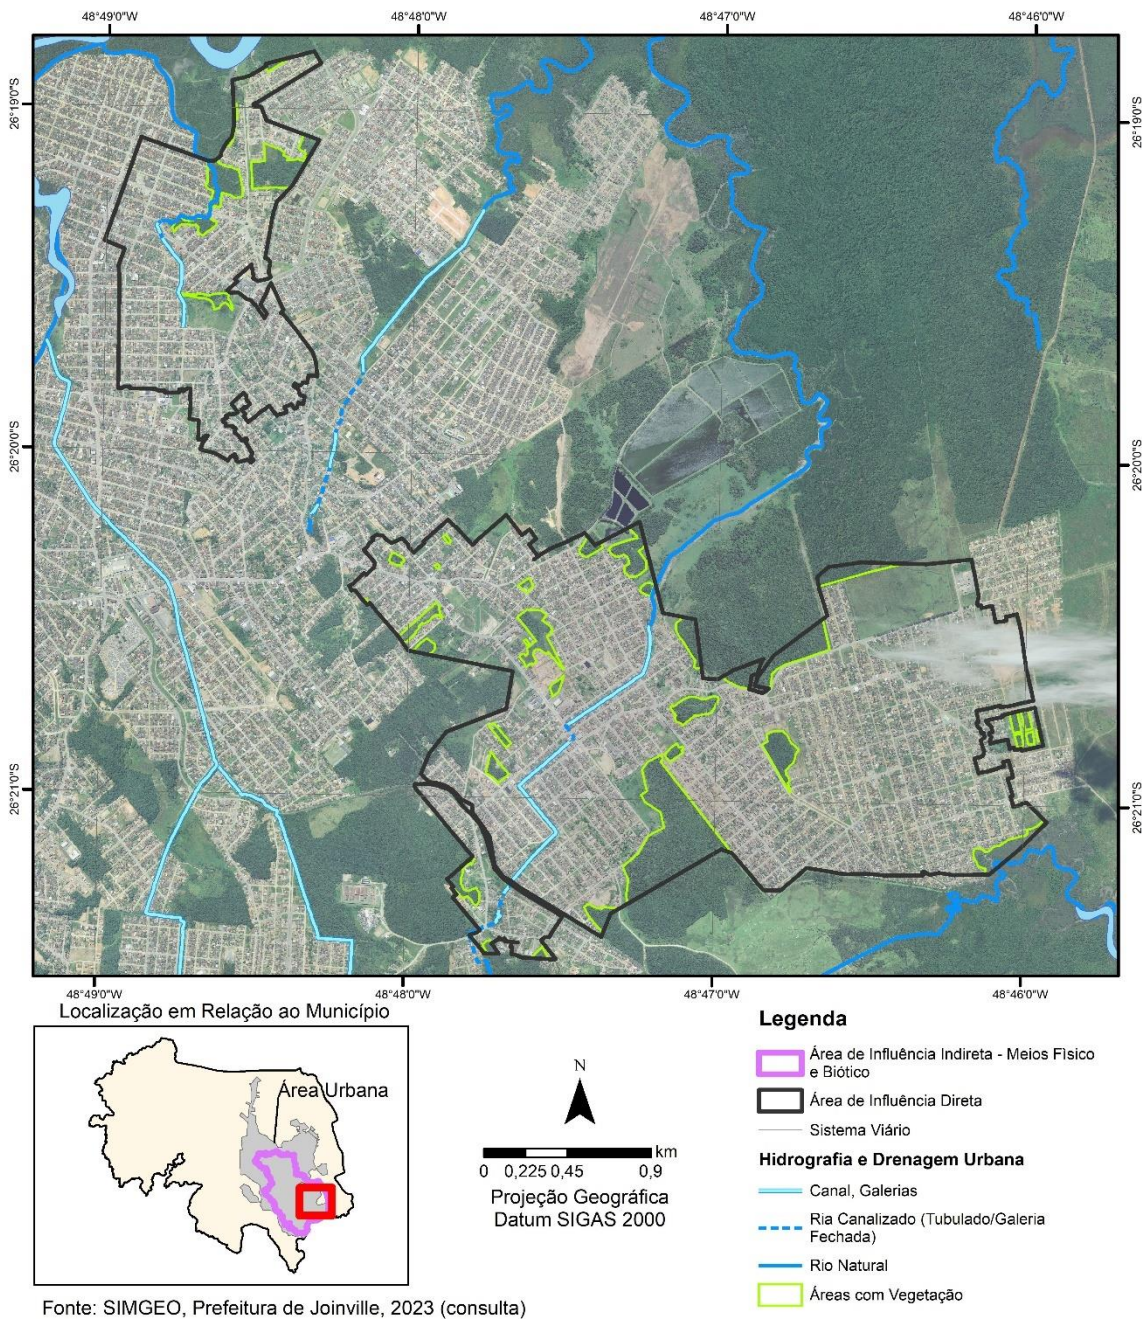 48°49'0"W
48°48'0"W
48°47'0"W
48°46'0"W
26°19'0"S
26°19'0"S
26°20'0"S
26°20'0"S
26°21'0"S
26°21'0"S
48°49'0"W
48°48'0"W
48°47'0"W
48°46'0"W
Localização em Relação ao Município
Área Urbana
N
km
0 0,225 0,45 0,9
Projeção Geográfica
Datum SIGAS 2000
Legenda
Área de Influência Indireta - Meios Fìsico
e Biótico
Área de Influência Direta
Sistema Viário
Hidrografia e Drenagem Urbana
Canal, Galerias
Ria Canalizado (Tubulado/Galeria
Fechada)
Rio Natural
Áreas com Vegetação
Fonte: SIMGEO, Prefeitura de Joinville, 2023 (consulta)